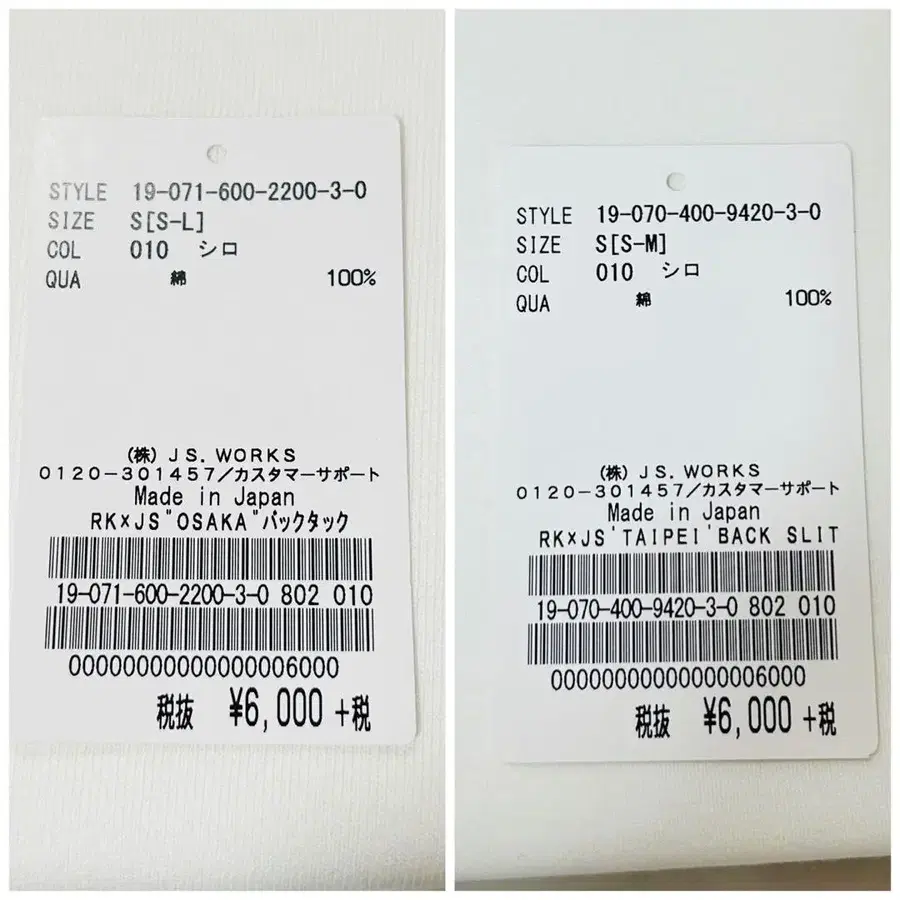 STYLE 19-071-600-2200-3-0
SIZE S[S-L]
COL 010 シロ
QUA 綿 100%
(株) JS. WORKS
0120-301457/カスタマーサポート
Made in Japan
RK×JS"OSAKA"バックタック
19-071-600-2200-3-0 802 010
00000000000000006000
税抜 ¥6,000 +税
STYLE 19-070-400-9420-3-0
SIZE S[S-M]
COL 010 シロ
QUA 綿 100%
(株) JS. WORKS
0120-301457/カスタマーサポート
Made in Japan
RK×JS'TAIPEI'BACK SLIT
19-070-400-9420-3-0 802 010
00000000000000006000
税抜 ¥6,000 +税